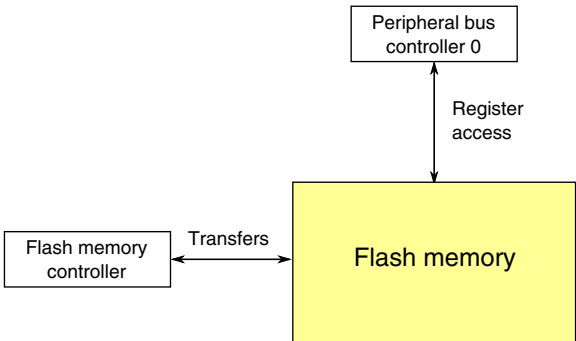 Peripheral bus
controller 0
Register
access
Flash memory
controller
Transfers
Flash memory